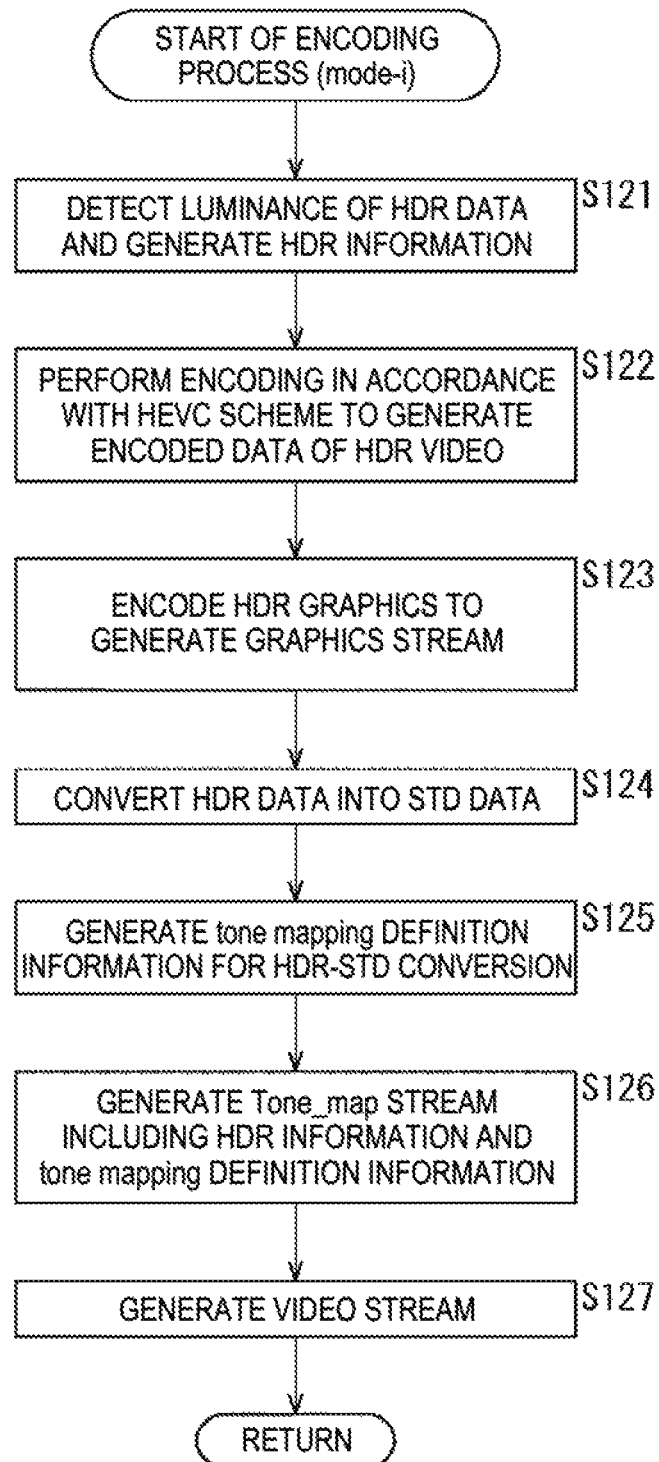 START OF ENCODING
PROCESS (mode-i)
S121
DETECT LUMINANCE OF HDR DATA
AND GENERATE HDR INFORMATION
S122
PERFORM ENCODING IN ACCORDANCE
WITH HEVC SCHEME TO GENERATE
ENCODED DATA OF HDR VIDEO
S123
ENCODE HDR GRAPHICS TO
GENERATE GRAPHICS STREAM
S124
CONVERT HDR DATA INTO STD DATA
S125
GENERATE tone mapping DEFINITION
INFORMATION FOR HDR-STD CONVERSION
S126
GENERATE Tone_map STREAM
INCLUDING HDR INFORMATION AND
tone mapping DEFINITION INFORMATION
S127
GENERATE VIDEO STREAM
RETURN